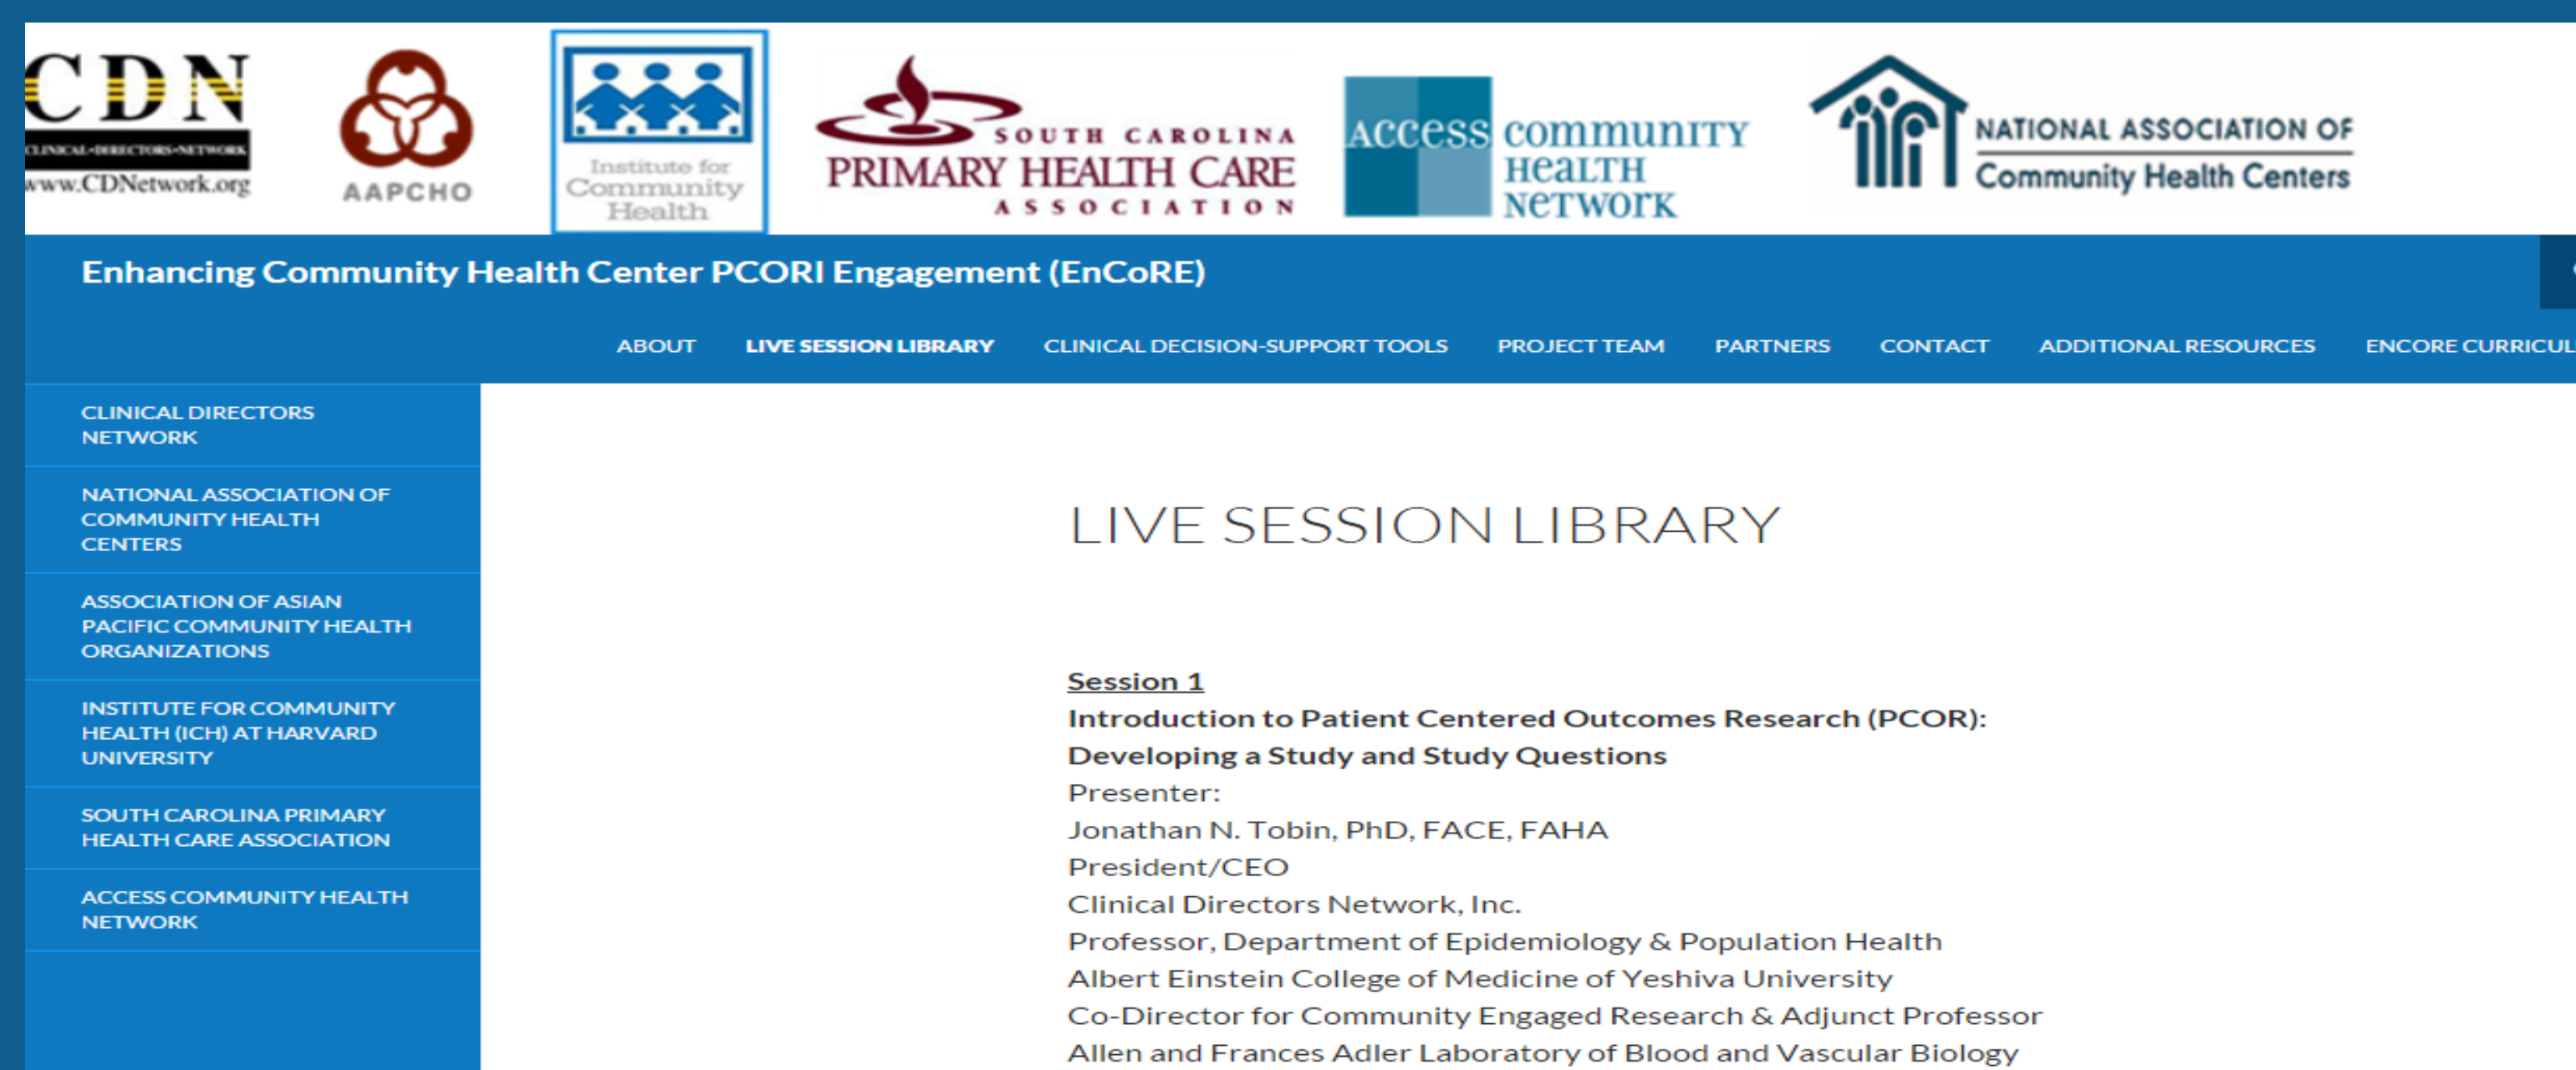 CDN
CLINICAL•DIRECTORS•NETWORK
www.CDNetwork.org
AAPCHO
Institute for
Community
Health
SOUTH CAROLINA
PRIMARY HEALTH CARE
ASSOCIATION
ACCESS community
HEALTH
NETWORK
NATIONAL ASSOCIATION OF
Community Health Centers
Enhancing Community Health Center PCORI Engagement (EnCoRE)
ABOUT LIVE SESSION LIBRARY CLINICAL DECISION-SUPPORT TOOLS PROJECT TEAM PARTNERS CONTACT ADDITIONAL RESOURCES ENCORE CURRICUL
CLINICAL DIRECTORS
NETWORK
NATIONAL ASSOCIATION OF
COMMUNITY HEALTH
CENTERS
ASSOCIATION OF ASIAN
PACIFIC COMMUNITY HEALTH
ORGANIZATIONS
INSTITUTE FOR COMMUNITY
HEALTH (ICH) AT HARVARD
UNIVERSITY
SOUTH CAROLINA PRIMARY
HEALTH CARE ASSOCIATION
ACCESS COMMUNITY HEALTH
NETWORK
LIVE SESSION LIBRARY
Session 1
Introduction to Patient Centered Outcomes Research (PCOR):
Developing a Study and Study Questions
Presenter:
Jonathan N. Tobin, PhD, FACE, FAHA
President/CEO
Clinical Directors Network, Inc.
Professor, Department of Epidemiology & Population Health
Albert Einstein College of Medicine of Yeshiva University
Co-Director for Community Engaged Research & Adjunct Professor
Allen and Frances Adler Laboratory of Blood and Vascular Biology